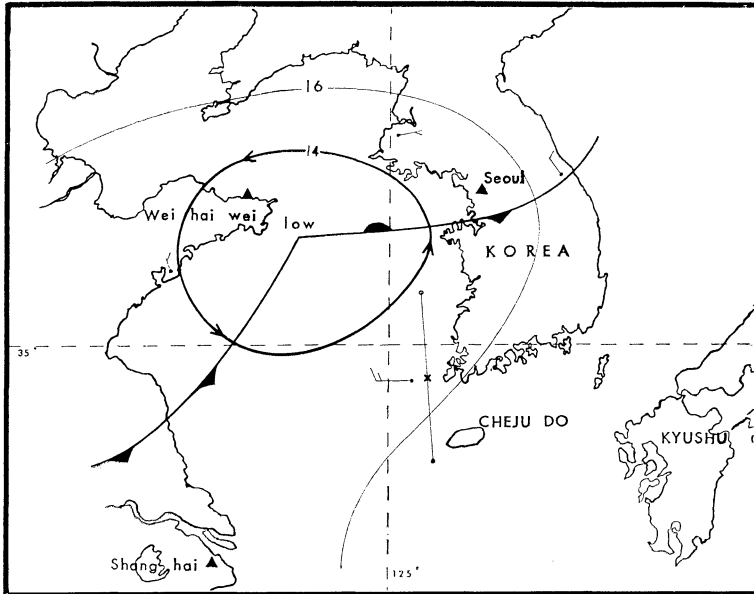 16
14
Seoul
Wei hai wei
low
KOREA
35°
CHEJU DO
KYUSHU
Shang hai
125°